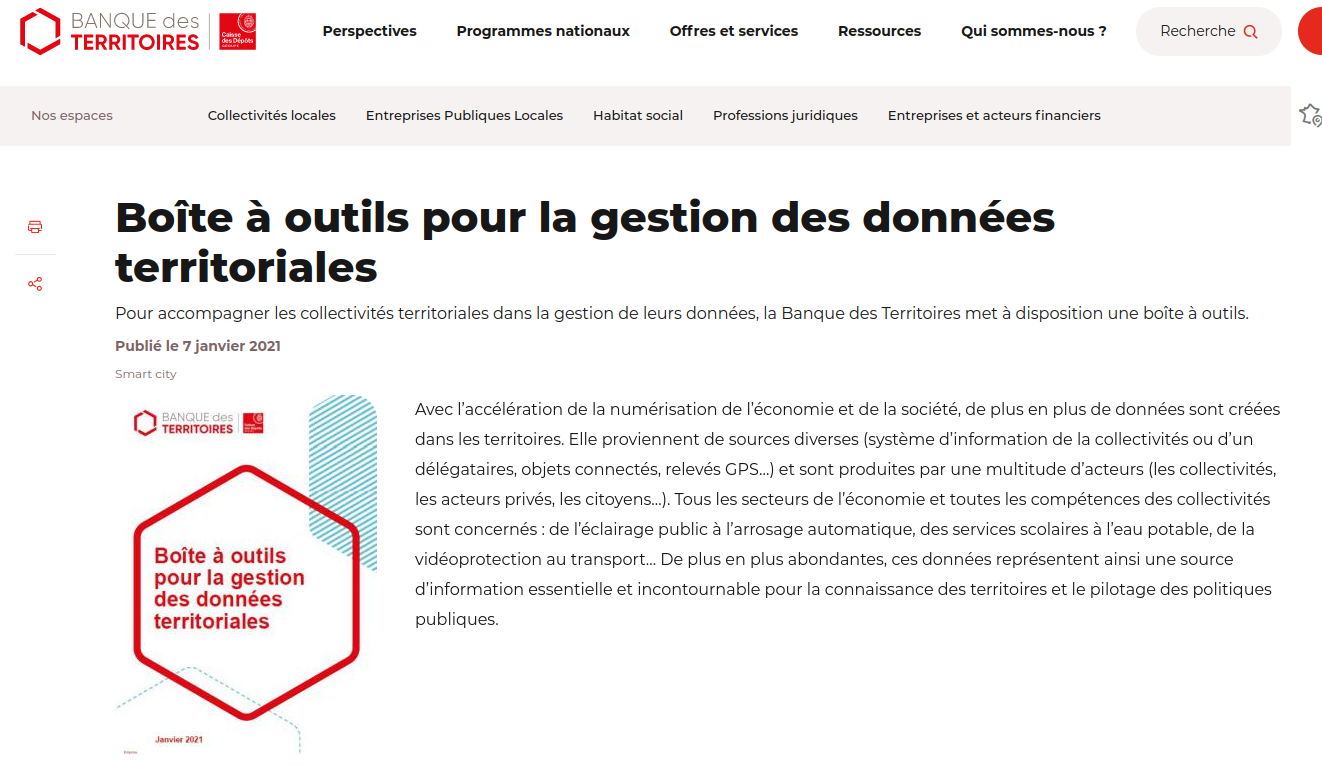 BANQUE des
TERRITOIRES
Caisse
des Dépôts
GROUPE
Perspectives
Programmes nationaux
Offres et services
Ressources
Qui sommes-nous ?
Recherche
Nos espaces
Collectivités locales
Entreprises Publiques Locales
Habitat social
Professions juridiques
Entreprises et acteurs financiers
Boîte à outils pour la gestion des données
territoriales
Pour accompagner les collectivités territoriales dans la gestion de leurs données, la Banque des Territoires met à disposition une boîte à outils.
Publié le 7 janvier 2021
Smart city
BANQUE des
TERRITOIRES
Boîte à outils
pour la gestion
des données
territoriales
Janvier 2021
Avec l’accélération de la numérisation de l’économie et de la société, de plus en plus de données sont créées
dans les territoires. Elle proviennent de sources diverses (système d’information de la collectivités ou d’un
délégataires, objets connectés, relevés GPS…) et sont produites par une multitude d’acteurs (les collectivités,
les acteurs privés, les citoyens…). Tous les secteurs de l’économie et toutes les compétences des collectivités
sont concernés : de l’éclairage public à l’arrosage automatique, des services scolaires à l’eau potable, de la
vidéoprotection au transport… De plus en plus abondantes, ces données représentent ainsi une source
d’information essentielle et incontournable pour la connaissance des territoires et le pilotage des politiques
publiques.